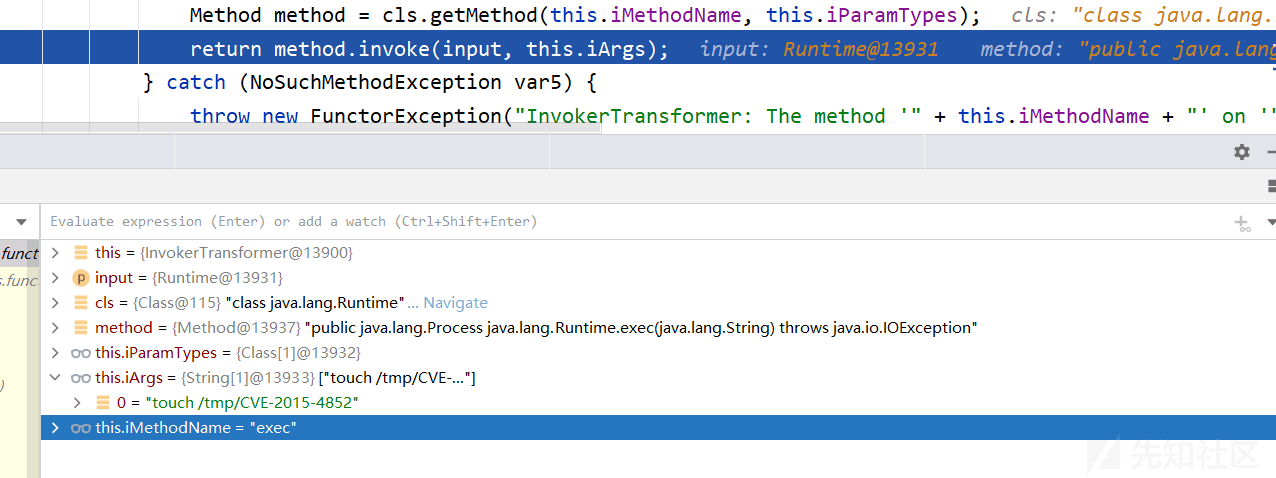 Method method = cls.getMethod(this.iMethodName, this.iParamTypes); cls: "class java.lang.
return method.invoke(input, this.iArgs); input: Runtime@13931 method: "public java.lang
} catch (NoSuchMethodException var5) {
throw new FunctorException("InvokerTransformer: The method '" + this.iMethodName + "' on '"
Evaluate expression (Enter) or add a watch (Ctrl+Shift+Enter)
.funct
this = {InvokerTransformer@13900}
s.func
input = {Runtime@13931}
cls = {Class@115} "class java.lang.Runtime" ... Navigate
method = {Method@13937} "public java.lang.Process java.lang.Runtime.exec(java.lang.String) throws java.io.IOException"
this.iParamTypes = {Class[1]@13932}
)
this.iArgs = {String[1]@13933} ["touch /tmp/CVE-..."]
0 = "touch /tmp/CVE-2015-4852"
this.iMethodName = "exec"
先知社区